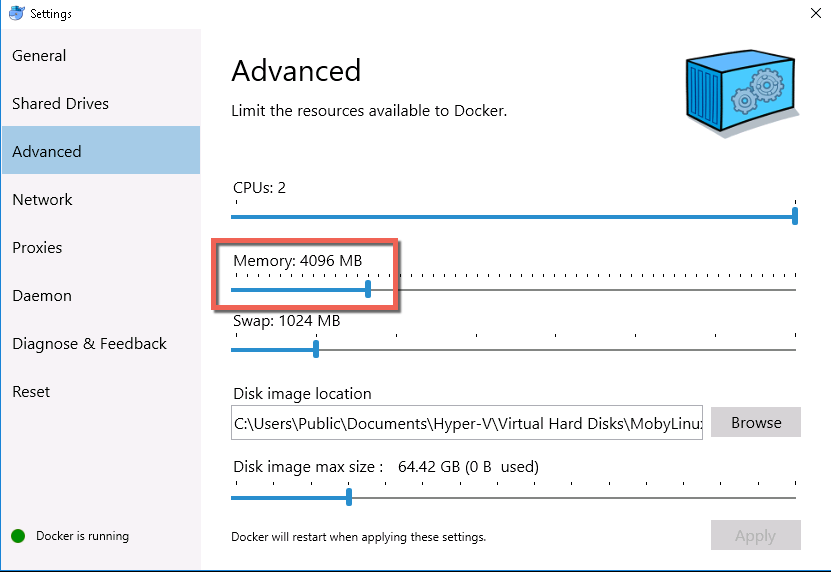 Settings
General
Shared Drives
Advanced
Network
Proxies
Daemon
Diagnose & Feedback
Reset
Docker is running
Advanced
Limit the resources available to Docker.
CPUs: 2
Memory: 4096 MB
Swap: 1024 MB
Disk image location
C:\Users\Public\Documents\Hyper-V\Virtual Hard Disks\MobyLinux
Browse
Disk image max size : 64.42 GB (0 B used)
Docker will restart when applying these settings.
Apply